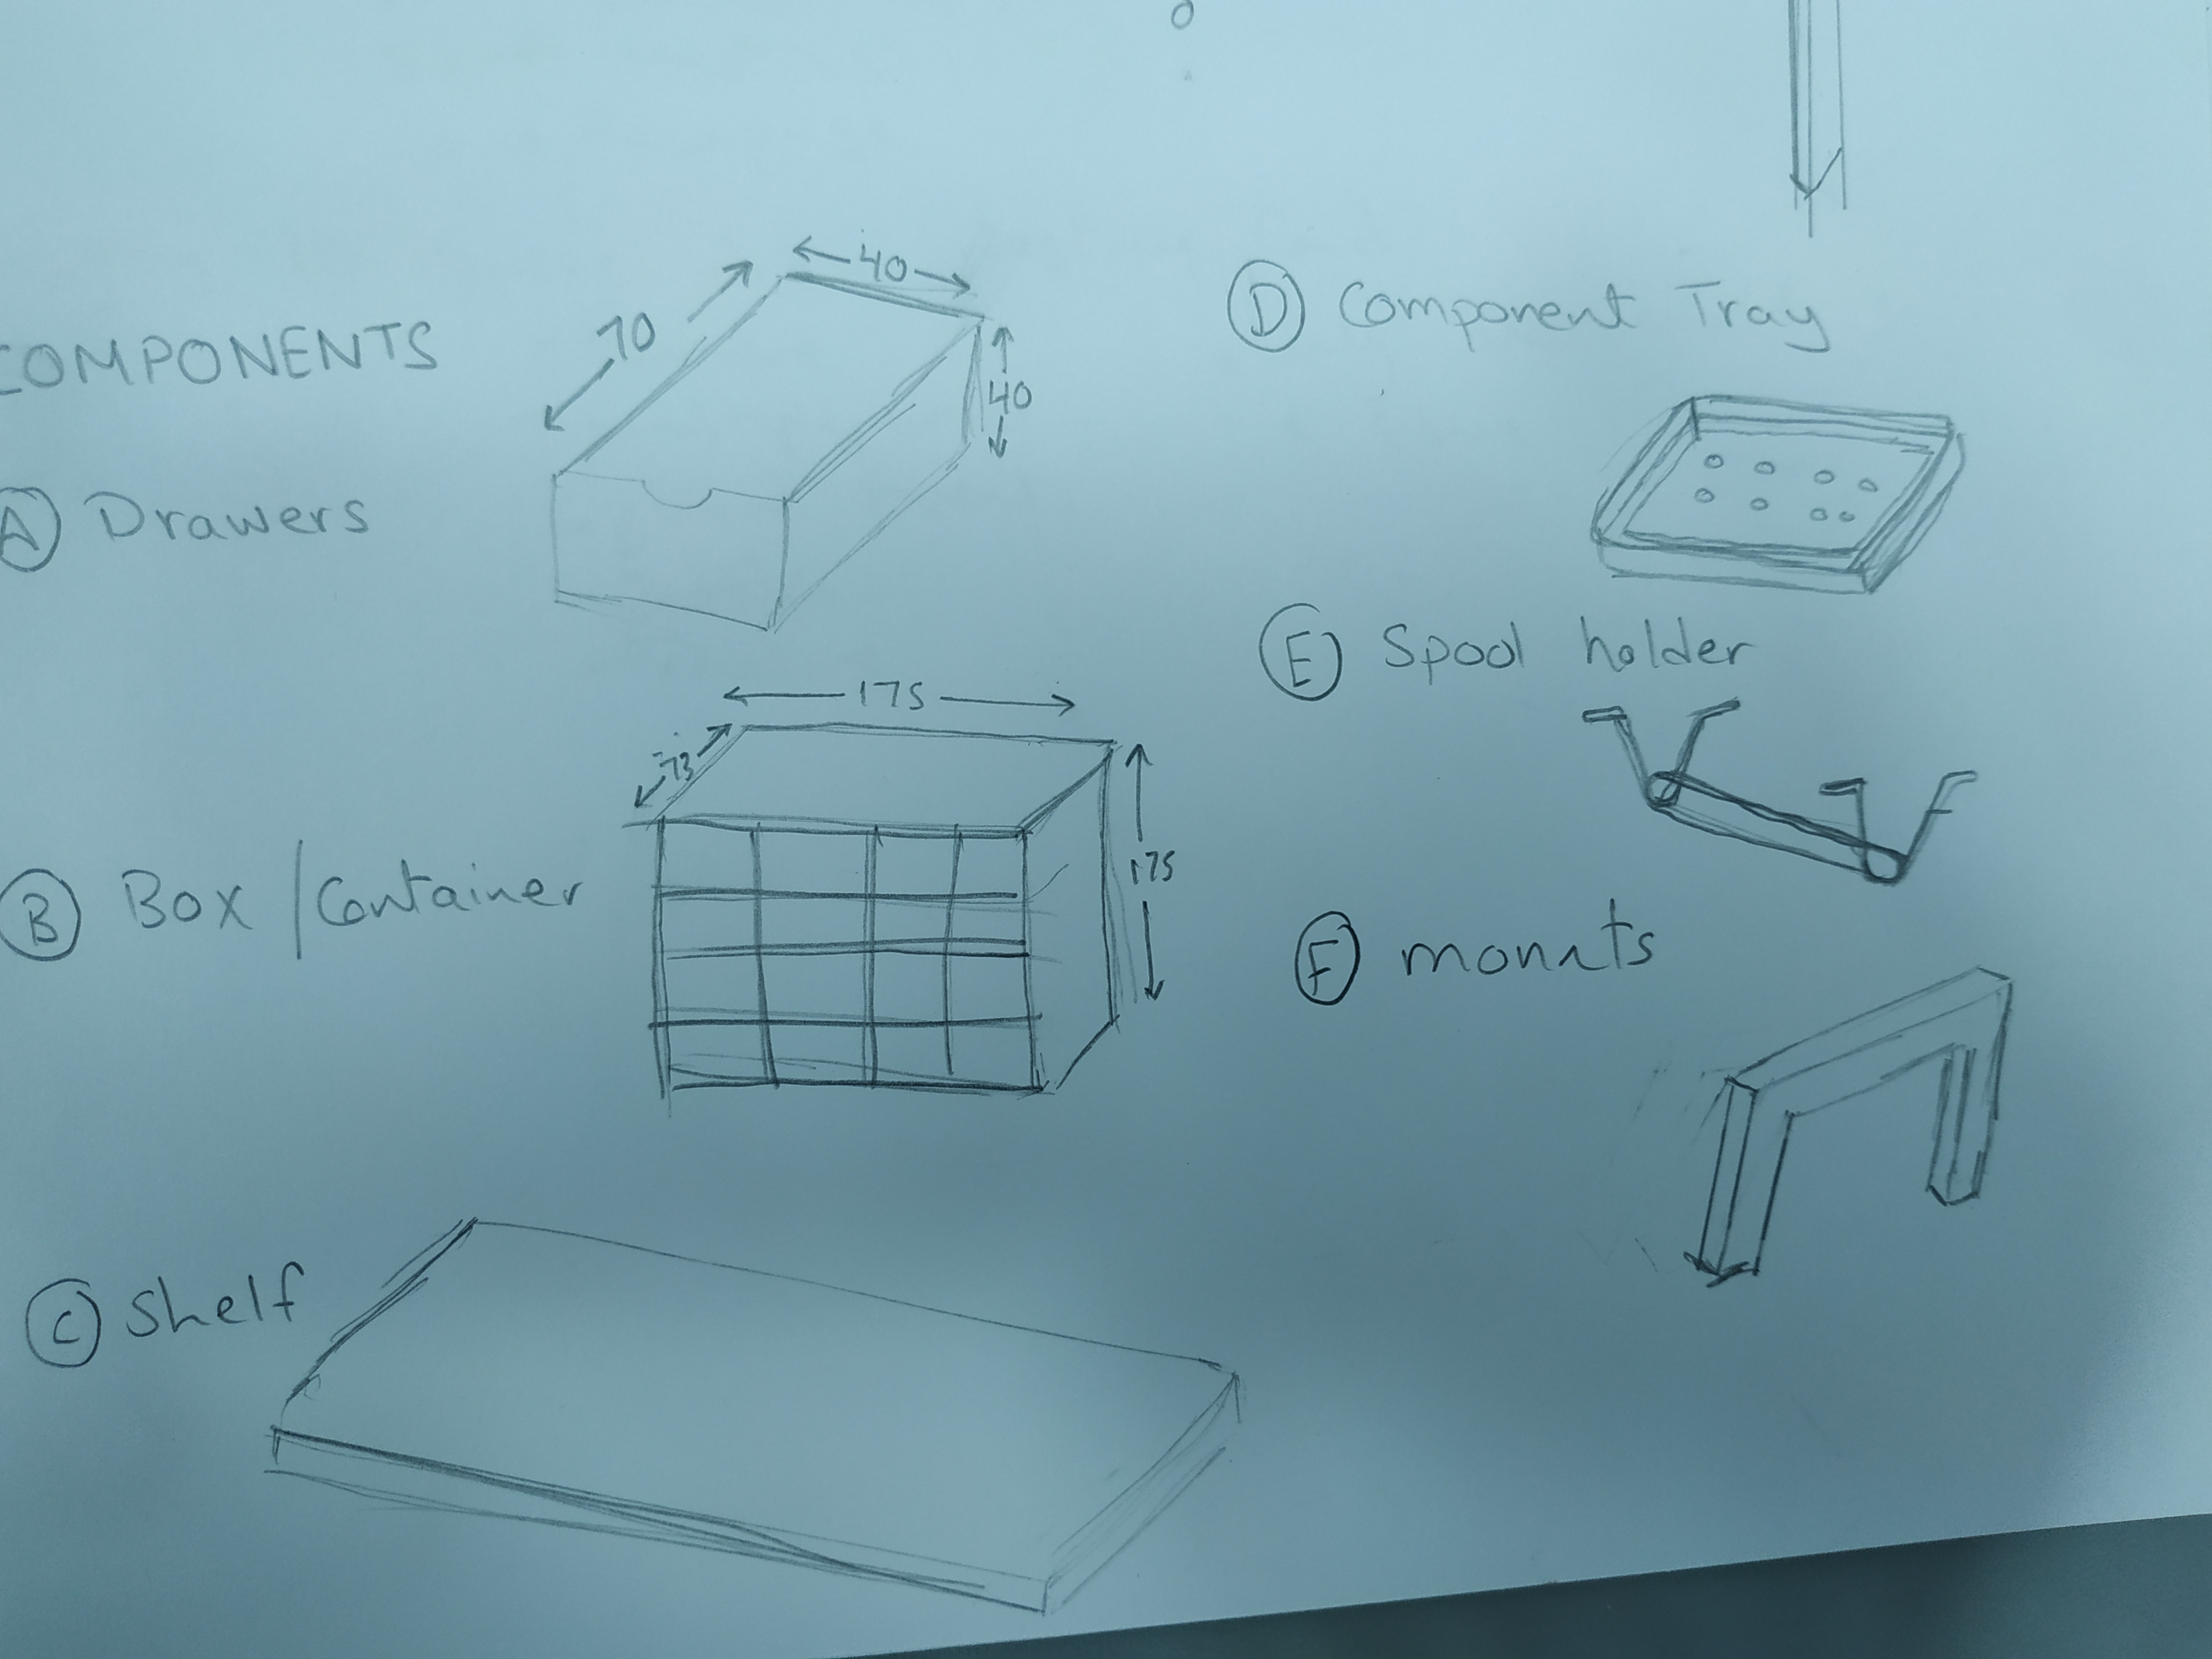 COMPONENTS
A Drawers
70
40
40
B Box/Container
175
73
175
C Shelf
D Component Tray
E Spool holder
F mounts